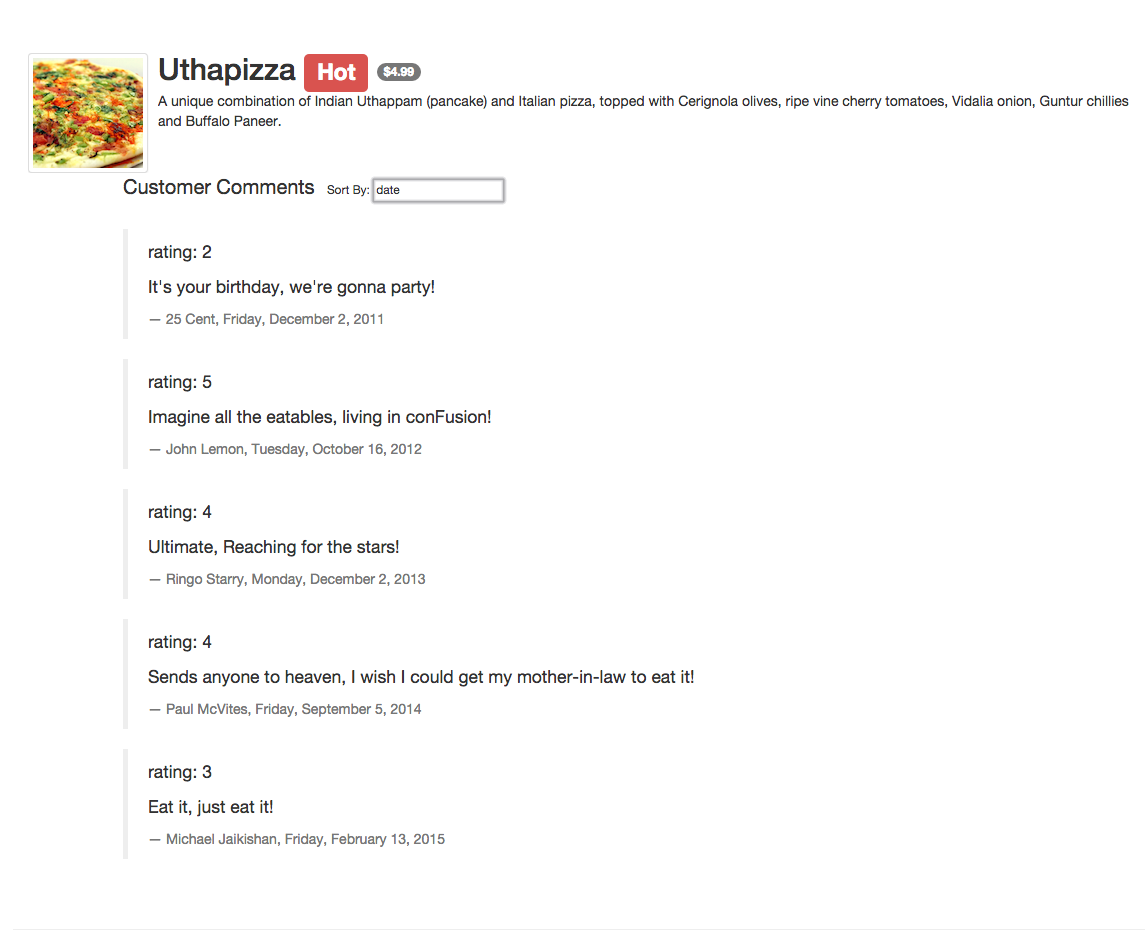 Uthapizza Hot $4.99
A unique combination of Indian Uthappam (pancake) and Italian pizza, topped with Cerignola olives, ripe vine cherry tomatoes, Vidalia onion, Guntur chillies
and Buffalo Paneer.
Customer Comments Sort By: date
rating: 2
It's your birthday, we're gonna party!
— 25 Cent, Friday, December 2, 2011
rating: 5
Imagine all the eatables, living in conFusion!
— John Lemon, Tuesday, October 16, 2012
rating: 4
Ultimate, Reaching for the stars!
— Ringo Starry, Monday, December 2, 2013
rating: 4
Sends anyone to heaven, I wish I could get my mother-in-law to eat it!
— Paul McVites, Friday, September 5, 2014
rating: 3
Eat it, just eat it!
— Michael Jaikishan, Friday, February 13, 2015